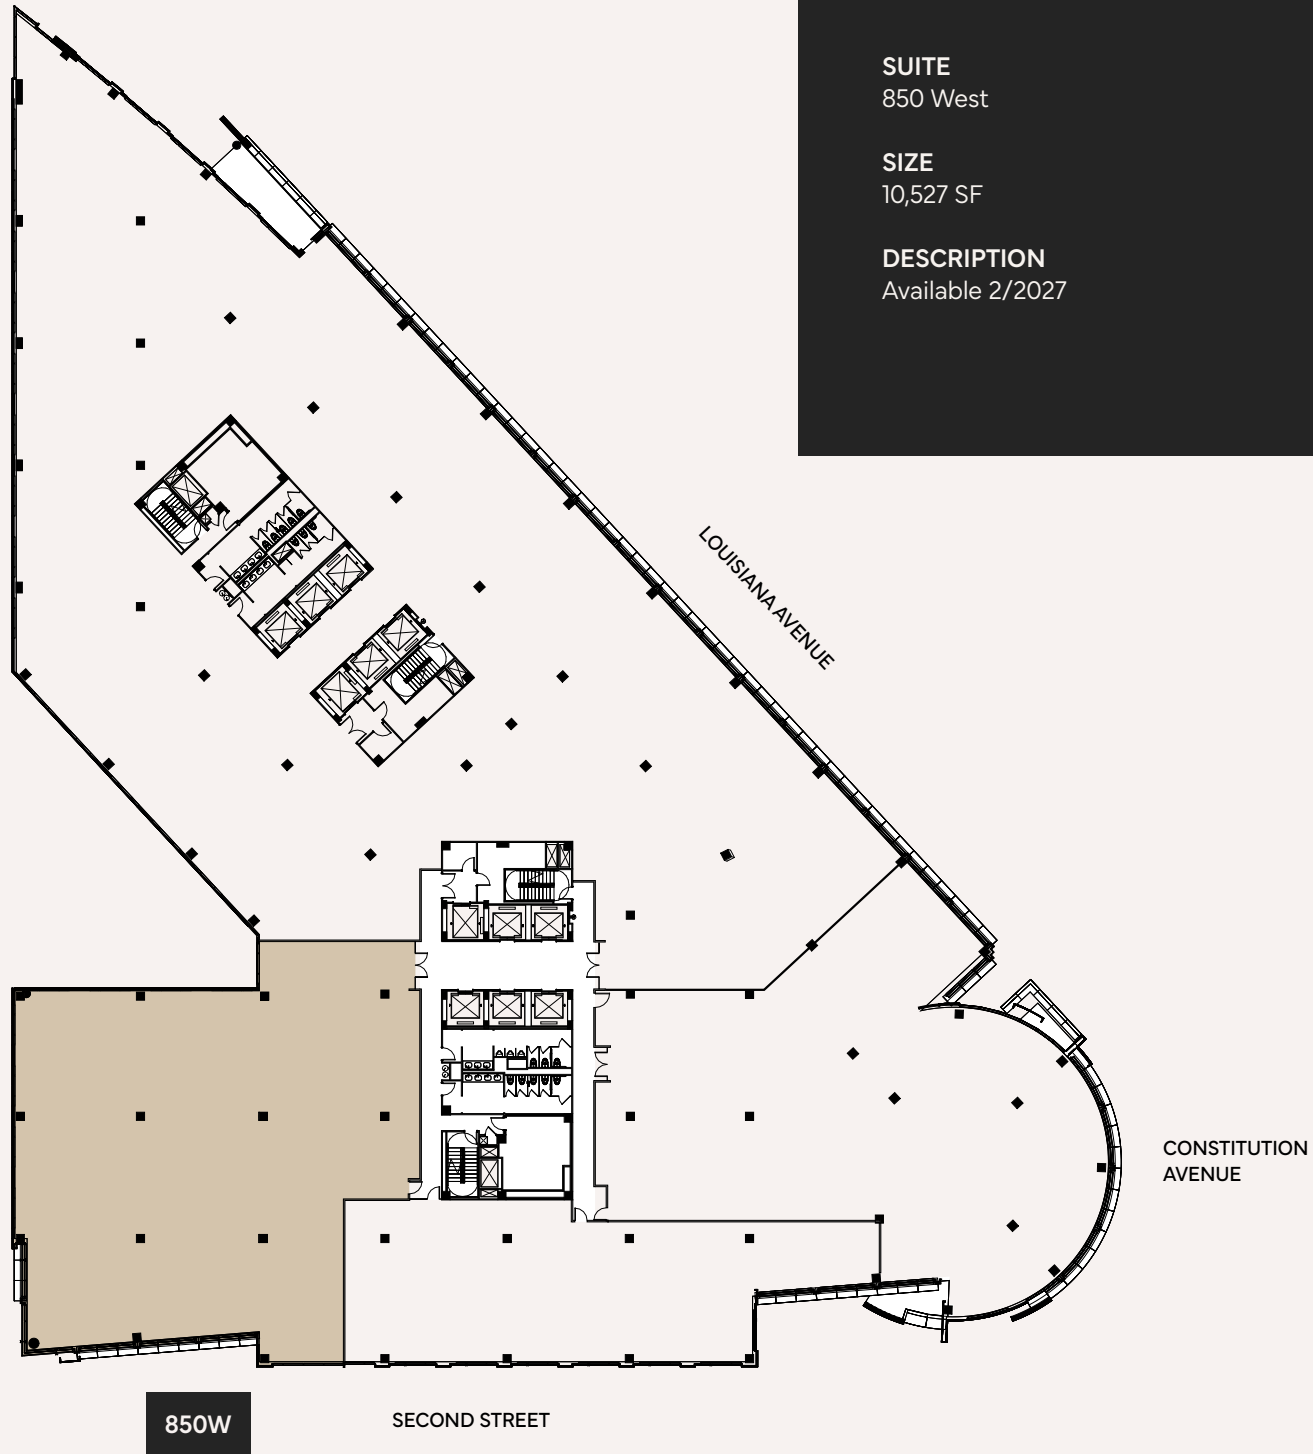 SUITE
850 West
SIZE
10,527 SF
DESCRIPTION
Available 2/2027
LOUISIANA AVENUE
CONSTITUTION
AVENUE
850W
SECOND STREET